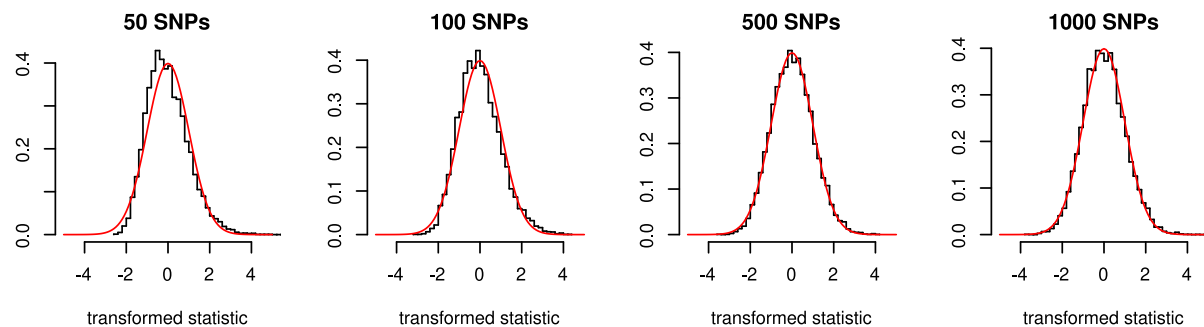 50 SNPs
0.0 0.2 0.4
-4 -2 0 2 4
transformed statistic
100 SNPs
0.0 0.1 0.2 0.3 0.4
-4 -2 0 2 4
transformed statistic
500 SNPs
0.0 0.1 0.2 0.3 0.4
-4 -2 0 2 4
transformed statistic
1000 SNPs
0.0 0.1 0.2 0.3 0.4
-4 -2 0 2 4
transformed statistic